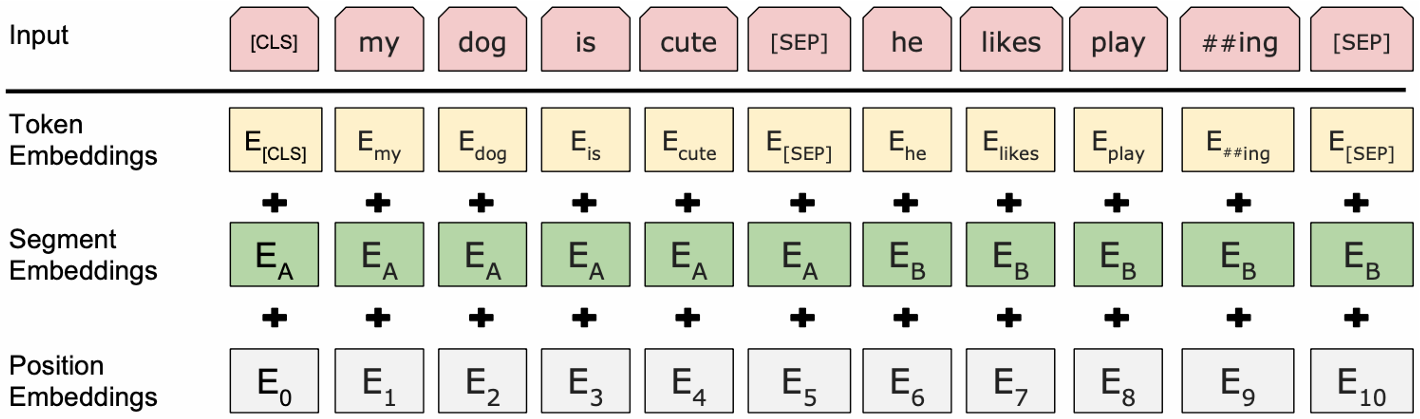 Input [CLS] my dog is cute [SEP] he likes play ##ing [SEP]
Token
Embeddings
E[CLS] Emy Edog Eis Ecute E[SEP] Ehe Elikes Eplay E##ing E[SEP]
+ + + + + + + + + + +
Segment
Embeddings
EA EA EA EA EA EA EB EB EB EB EB
+ + + + + + + + + + +
Position
Embeddings
E0 E1 E2 E3 E4 E5 E6 E7 E8 E9 E10